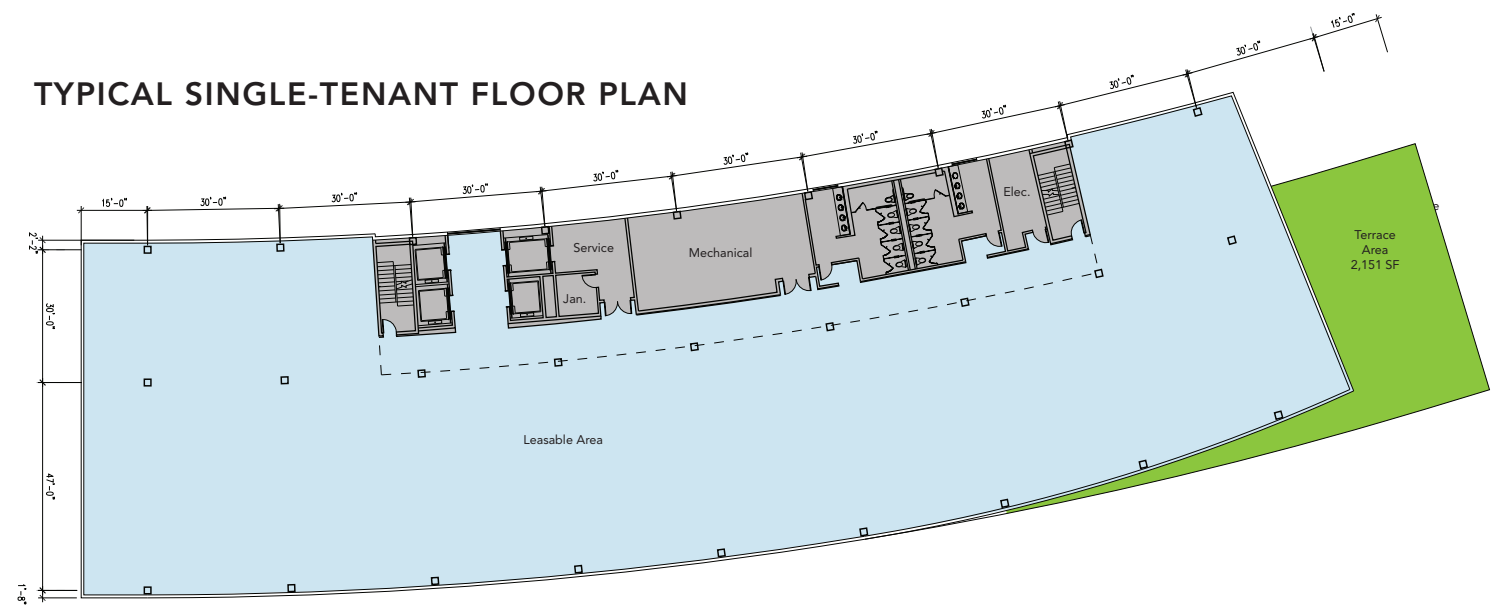 TYPICAL SINGLE-TENANT FLOOR PLAN
15'-0"
30'-0"
30'-0"
30'-0"
30'-0"
30'-0"
30'-0"
30'-0"
30'-0"
30'-0"
15'-0"
2'-2"
30'-0"
47'-0"
1'-8"
Service
Jan.
Mechanical
Elec.
Leasable Area
Terrace
Area
2,151 SF
e